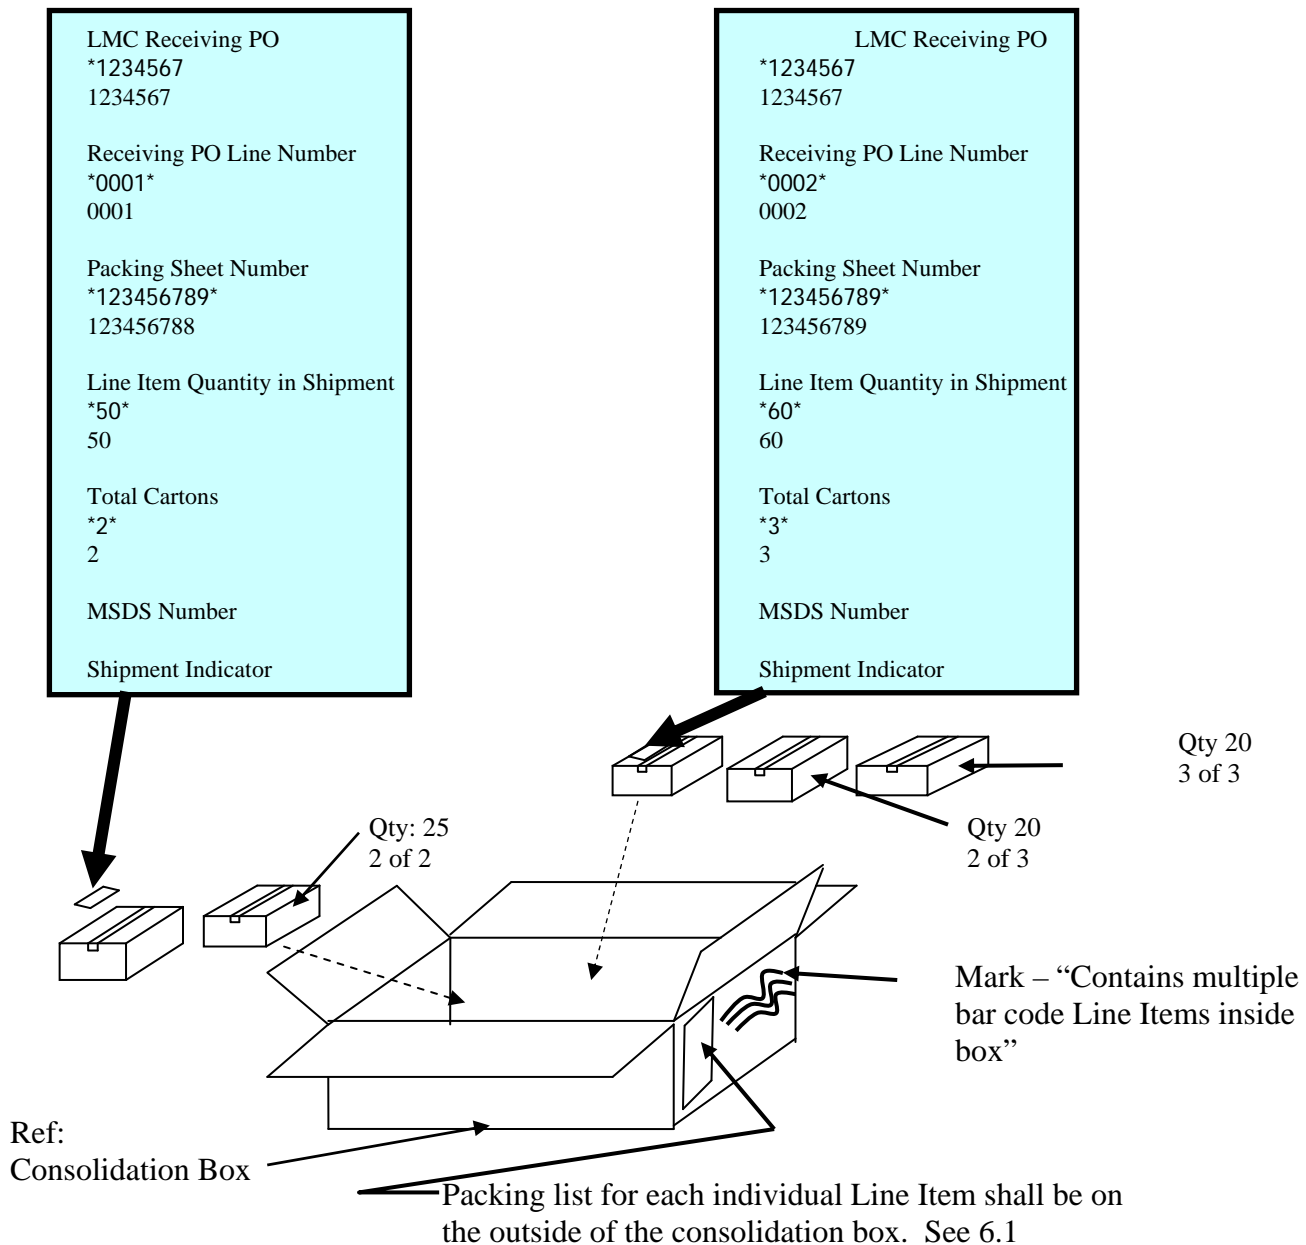 LMC Receiving PO
*1234567
1234567
Receiving PO Line Number
*0001*
0001
Packing Sheet Number
*123456789*
123456788
Line Item Quantity in Shipment
*50*
50
Total Cartons
*2*
2
MSDS Number
Shipment Indicator
LMC Receiving PO
*1234567
1234567
Receiving PO Line Number
*0002*
0002
Packing Sheet Number
*123456789*
123456789
Line Item Quantity in Shipment
*60*
60
Total Cartons
*3*
3
MSDS Number
Shipment Indicator
Qty 20
3 of 3
Qty: 25
2 of 2
Qty 20
2 of 3
Mark – “Contains multiple
bar code Line Items inside
box”
Ref:
Consolidation Box
Packing list for each individual Line Item shall be on
the outside of the consolidation box.  See 6.1